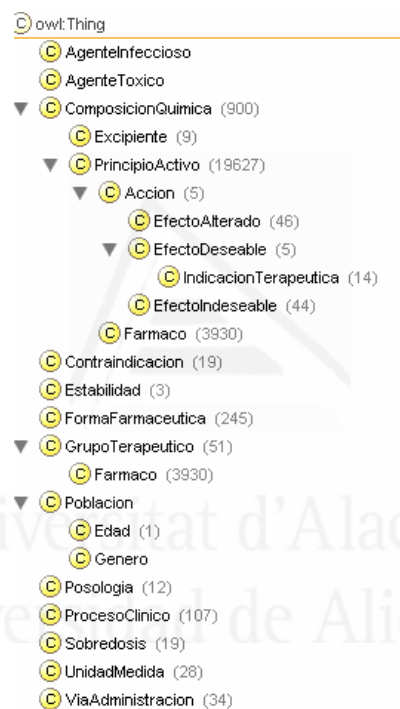 owl:Thing
AgenteInfeccioso
AgenteToxico
ComposicionQuimica (900)
Excipiente (9)
PrincipioActivo (19627)
Accion (5)
EfectoAlterado (46)
EfectoDeseable (5)
IndicacionTerapeutica (14)
EfectoIndeseable (44)
Farmaco (3930)
Contraindicacion (19)
Estabilidad (3)
FormaFarmaceutica (245)
GrupoTerapeutico (51)
Farmaco (3930)
Poblacion
Edad (1)
Genero
Posologia (12)
ProcesoClinico (107)
Sobredosis (19)
UnidadMedida (28)
ViaAdministracion (34)